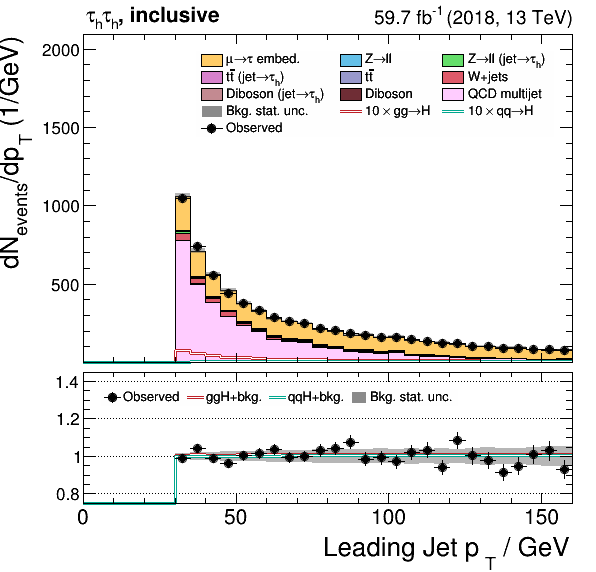 τhτh, inclusive 59.7 fb-1 (2018, 13 TeV)
dNevents/dpT (1/GeV)
2000
1500
1000
500
μ→τ embed. Z→ll Z→ll (jet→τh)
tt̄ (jet→τh) tt̄ W+jets
Diboson (jet→τh) Diboson QCD multijet
Bkg. stat. unc. 10 × gg→H 10 × qq→H
Observed
1.4
1.2
1
0.8
Observed ggH+bkg. qqH+bkg. Bkg. stat. unc.
0 50 100 150
Leading Jet pT / GeV